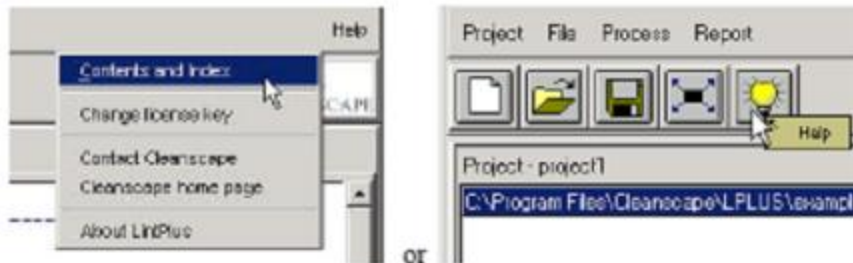 Help
Contents and Index
CAPE
Change license key
Contact Cleanscape
Cleanscape home page
About LintPlus
or
Project File Process Report
Help
Project - project1
C:\Program Files\Cleanscape\LPLUS\exampl